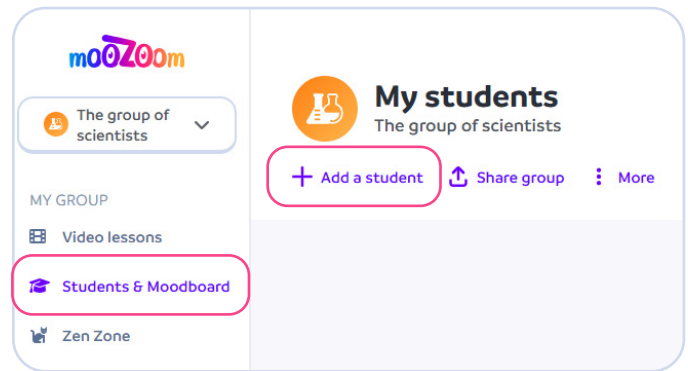 mooZoom
The group of
scientists
MY GROUP
Video lessons
Students & Moodboard
Zen Zone
My students
The group of scientists
Add a student
Share group
More